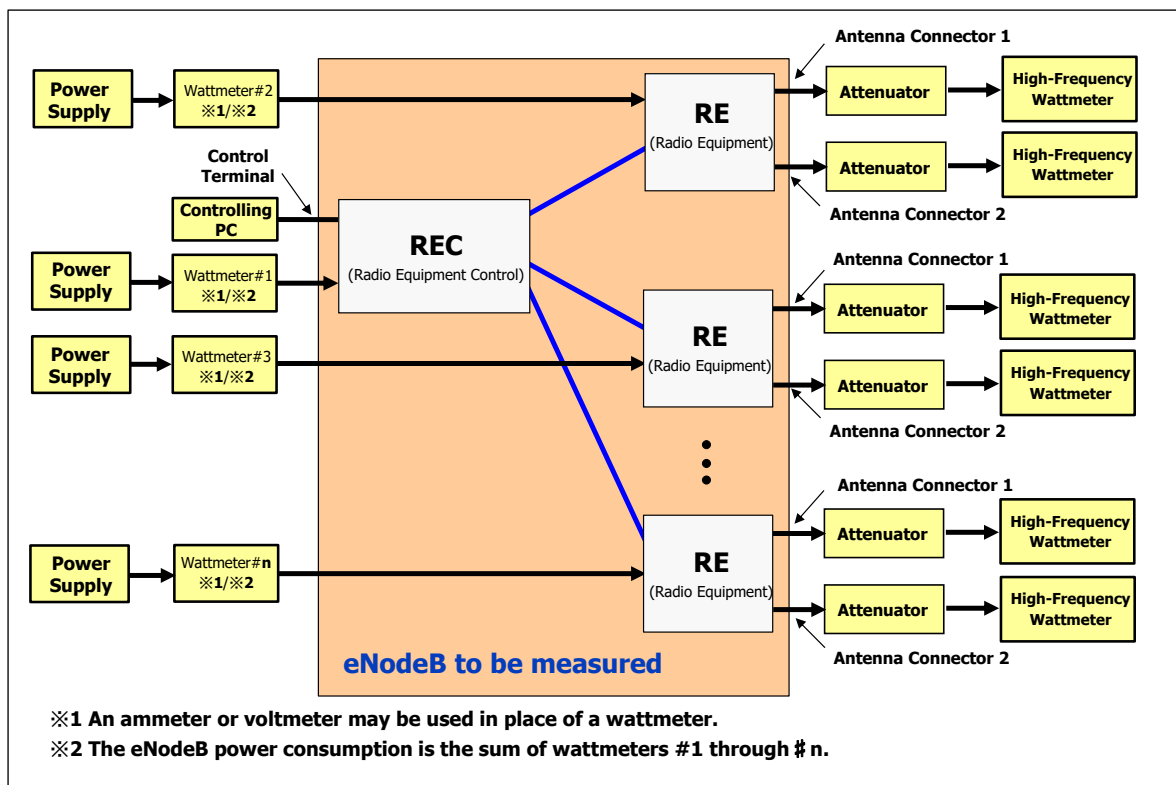 Antenna Connector 1
Power
Supply
Wattmeter#2
※1/※2
RE
(Radio Equipment)
Attenuator
High-Frequency
Wattmeter
Attenuator
High-Frequency
Wattmeter
Antenna Connector 2
Control
Terminal
Controlling
PC
REC
(Radio Equipment Control)
Power
Supply
Wattmeter#1
※1/※2
Antenna Connector 1
RE
(Radio Equipment)
Attenuator
High-Frequency
Wattmeter
Power
Supply
Wattmeter#3
※1/※2
Attenuator
High-Frequency
Wattmeter
Antenna Connector 2
Antenna Connector 1
Power
Supply
Wattmeter#n
※1/※2
RE
(Radio Equipment)
Attenuator
High-Frequency
Wattmeter
Attenuator
High-Frequency
Wattmeter
Antenna Connector 2
eNodeB to be measured
※1 An ammeter or voltmeter may be used in place of a wattmeter.
※2 The eNodeB power consumption is the sum of wattmeters #1 through ♯n.